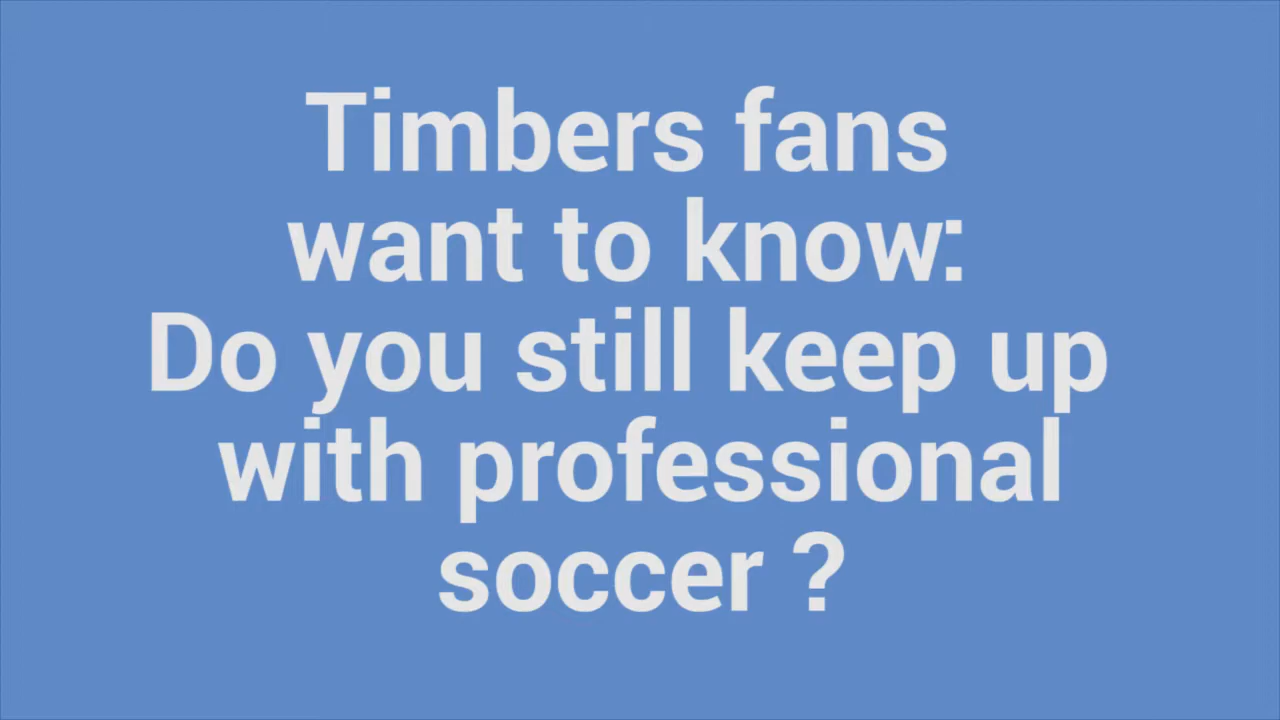 Timbers fans
want to know:
Do you still keep up
with professional
soccer ?